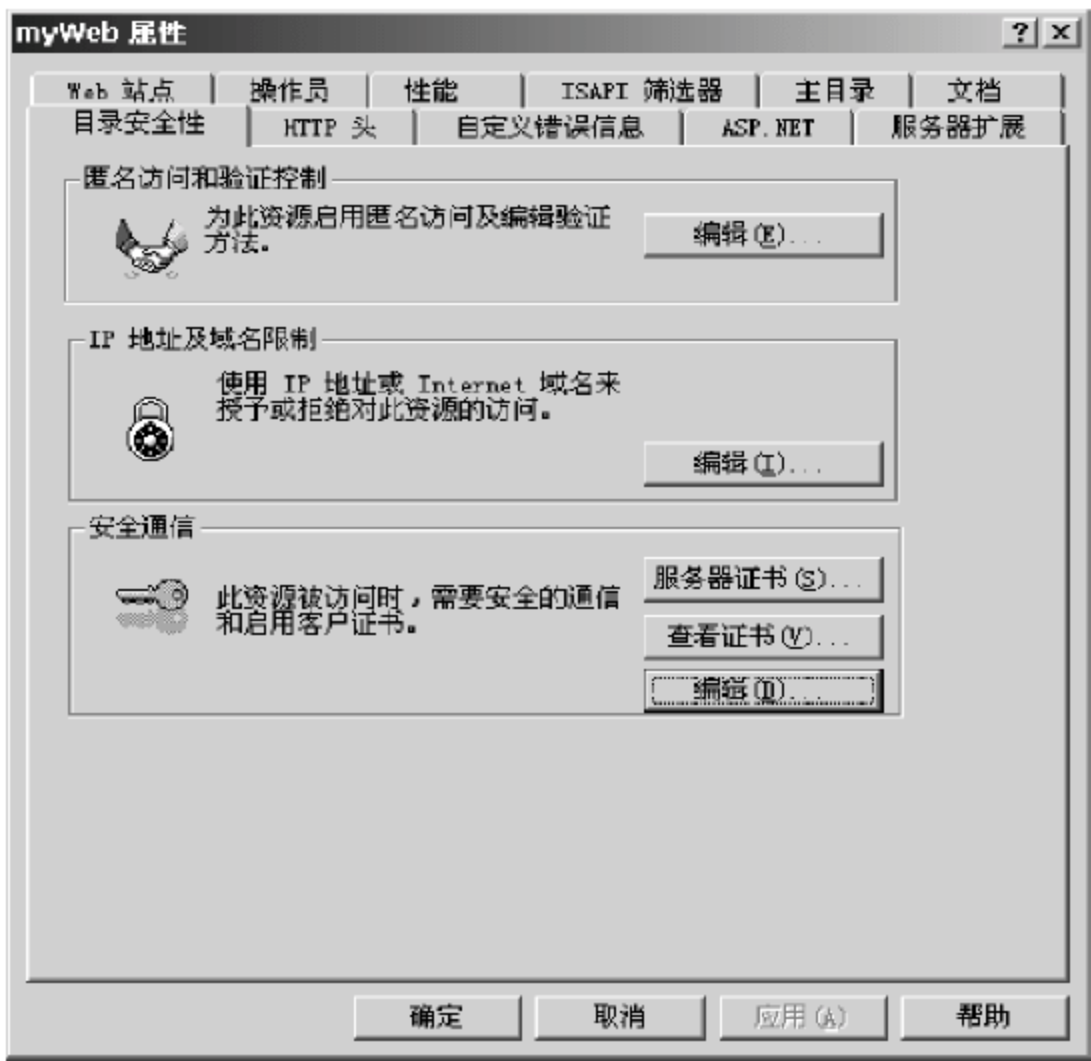 myWeb 属性
Web 站点 操作员 性能 ISAPI 筛选器 主目录 文档
目录安全性 HTTP 头 自定义错误信息 ASP.NET 服务器扩展
匿名访问和验证控制
为此资源启用匿名访问及编辑验证
方法。
编辑(E)...
IP 地址及域名限制
使用 IP 地址或 Internet 域名来
授予或拒绝对此资源的访问。
编辑(I)...
安全通信
此资源被访问时，需要安全的通信
和启用客户证书。
服务器证书(S)...
查看证书(V)...
编辑(D)...
确定 取消 应用(A) 帮助